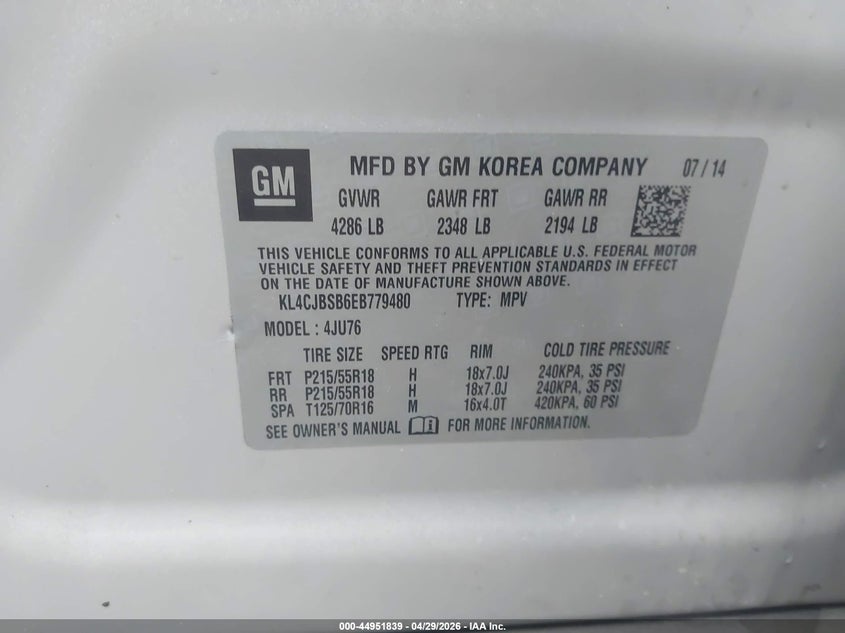 GM MFD BY GM KOREA COMPANY 07/14
GVWR GAWR FRT GAWR RR
4286 LB 2348 LB 2194 LB
THIS VEHICLE CONFORMS TO ALL APPLICABLE U.S. FEDERAL MOTOR
VEHICLE SAFETY AND THEFT PREVENTION STANDARDS IN EFFECT
ON THE DATE OF MANUFACTURE SHOWN ABOVE.
KL4CJBSB6EB779480 TYPE: MPV
MODEL : 4JU76
TIRE SIZE SPEED RTG RIM COLD TIRE PRESSURE
FRT P215/55R18 H 18x7.0J 240KPA, 35 PSI
RR P215/55R18 H 18x7.0J 240KPA, 35 PSI
SPA T125/70R16 M 16x4.0T 420KPA, 60 PSI
SEE OWNER'S MANUAL FOR MORE INFORMATION.
000-44951839 - 04/29/2026 - IAA Inc.